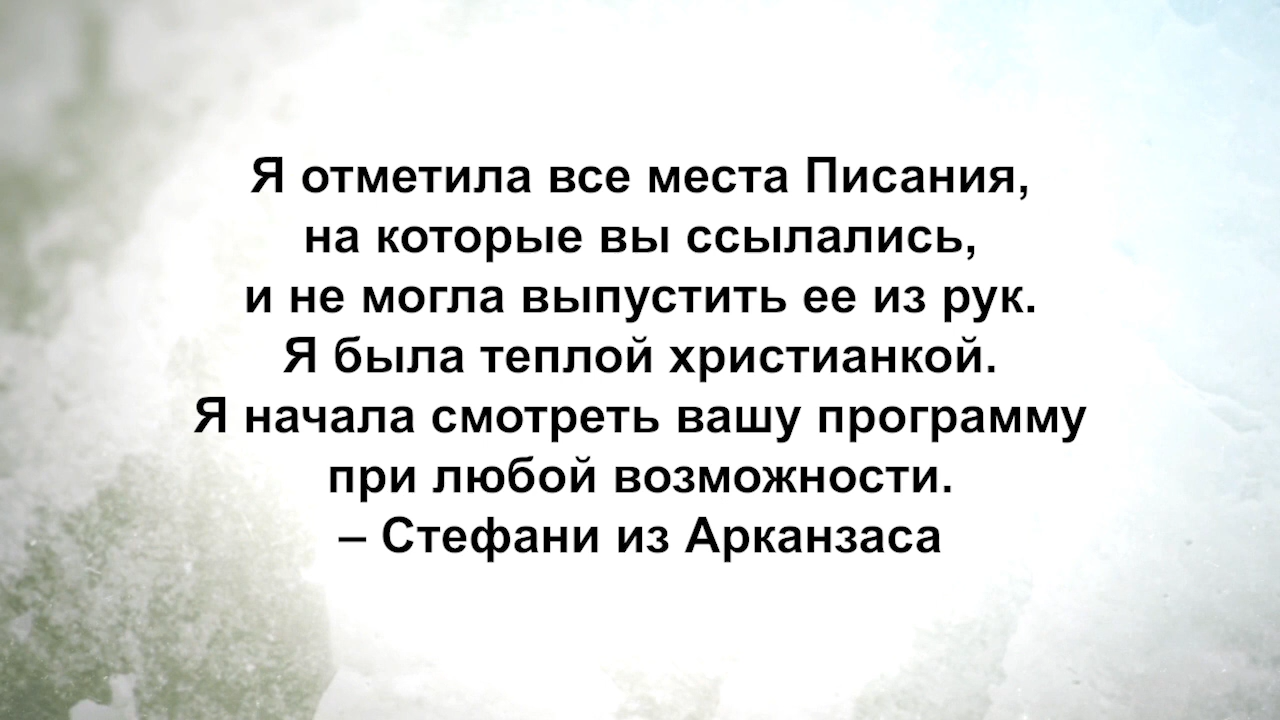 Я отметила все места Писания,
на которые вы ссылались,
и не могла выпустить ее из рук.
Я была теплой христианкой.
Я начала смотреть вашу программу
при любой возможности.
– Стефани из Арканзаса